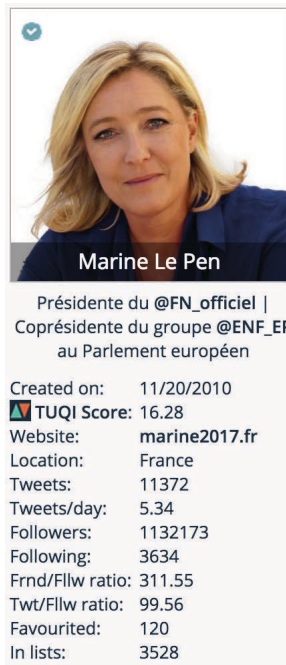 Marine Le Pen
Présidente du @FN_officiel |
Coprésidente du groupe @ENF_EP
au Parlement européen
Created on: 11/20/2010
TUQI Score: 16.28
Website: marine2017.fr
Location: France
Tweets: 11372
Tweets/day: 5.34
Followers: 1132173
Following: 3634
Frnd/Fllw ratio: 311.55
Twt/Fllw ratio: 99.56
Favourited: 120
In lists: 3528